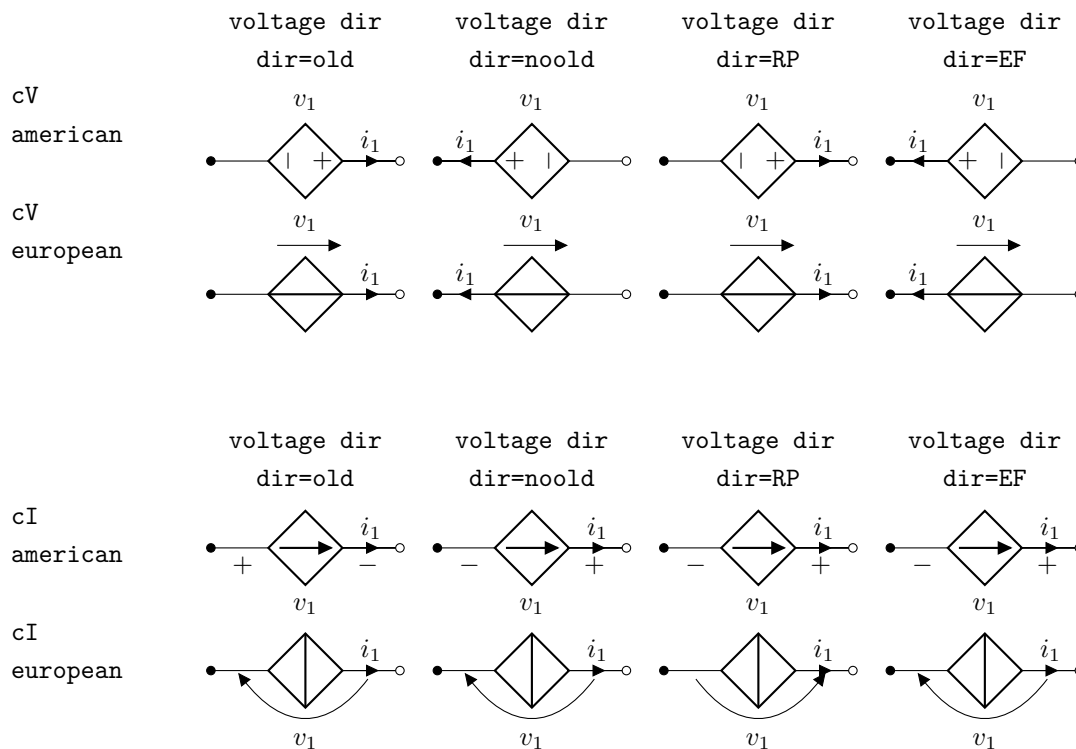 voltage dir voltage dir voltage dir voltage dir
dir=old dir=noold dir=RP dir=EF
cV
american
v₁ v₁ v₁ v₁
i₁ i₁ i₁ i₁
− + + − − + + −
cV
european
v₁ v₁ v₁ v₁
i₁ i₁ i₁ i₁
voltage dir voltage dir voltage dir voltage dir
dir=old dir=noold dir=RP dir=EF
cI
american
i₁ i₁ i₁ i₁
+ − − + − + − +
v₁ v₁ v₁ v₁
cI
european
i₁ i₁ i₁ i₁
v₁ v₁ v₁ v₁